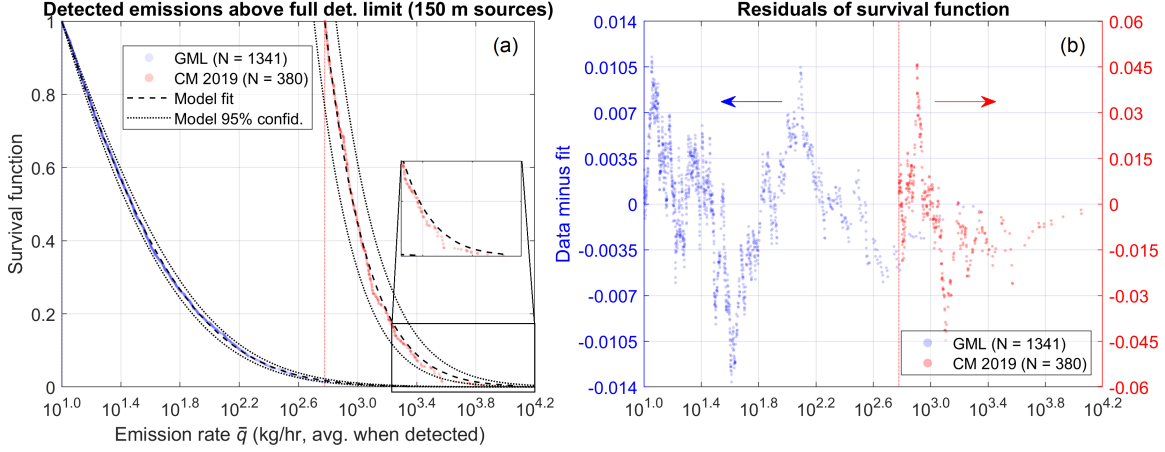 Detected emissions above full det. limit (150 m sources)
(a)
GML (N = 1341)
CM 2019 (N = 380)
Model fit
Model 95% confid.
Survival function
1
0.8
0.6
0.4
0.2
0
10^1.0 10^1.4 10^1.8 10^2.2 10^2.6 10^3.0 10^3.4 10^3.8 10^4.2
Emission rate q̄ (kg/hr, avg. when detected)
Residuals of survival function
(b)
Data minus fit
0.014
0.0105
0.007
0.0035
0
-0.0035
-0.007
-0.0105
-0.014
0.06
0.045
0.03
0.015
0
-0.015
-0.03
-0.045
-0.06
GML (N = 1341)
CM 2019 (N = 380)
10^1.0 10^1.4 10^1.8 10^2.2 10^2.6 10^3.0 10^3.4 10^3.8 10^4.2